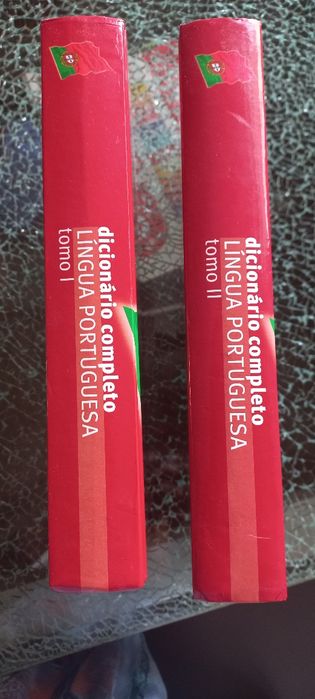 dicionário completo
LÍNGUA PORTUGUESA
tomo I
dicionário completo
LÍNGUA PORTUGUESA
tomo II